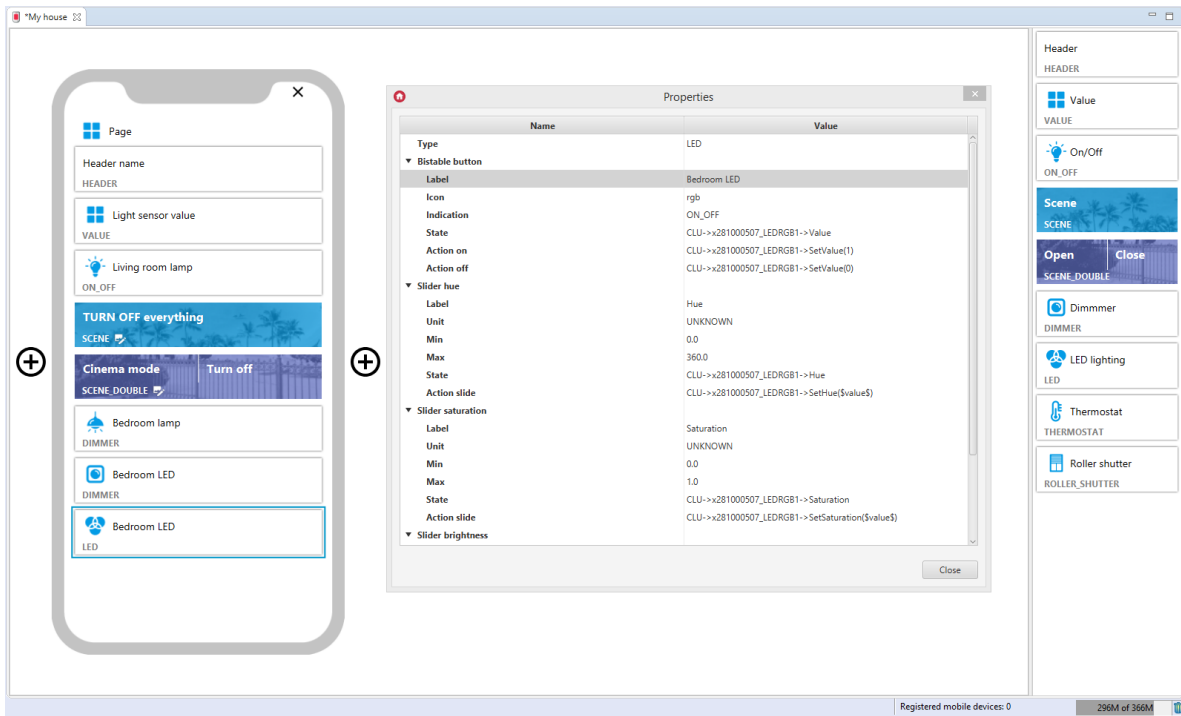 *My house
Page
Header name
HEADER
Light sensor value
VALUE
Living room lamp
ON_OFF
TURN OFF everything
SCENE
Cinema mode Turn off
SCENE_DOUBLE
Bedroom lamp
DIMMER
Bedroom LED
DIMMER
Bedroom LED
LED
Properties
Name Value
Type LED
Bistable button
Label Bedroom LED
Icon rgb
Indication ON_OFF
State CLU->x281000507_LEDRGB1->Value
Action on CLU->x281000507_LEDRGB1->SetValue(1)
Action off CLU->x281000507_LEDRGB1->SetValue(0)
Slider hue
Label Hue
Unit UNKNOWN
Min 0.0
Max 360.0
State CLU->x281000507_LEDRGB1->Hue
Action slide CLU->x281000507_LEDRGB1->SetHue($value$)
Slider saturation
Label Saturation
Unit UNKNOWN
Min 0.0
Max 1.0
State CLU->x281000507_LEDRGB1->Saturation
Action slide CLU->x281000507_LEDRGB1->SetSaturation($value$)
Slider brightness
Close
Header
HEADER
Value
VALUE
On/Off
ON_OFF
Scene
SCENE
Open Close
SCENE_DOUBLE
Dimmmer
DIMMER
LED lighting
LED
Thermostat
THERMOSTAT
Roller shutter
ROLLER_SHUTTER
Registered mobile devices: 0
296M of 366M